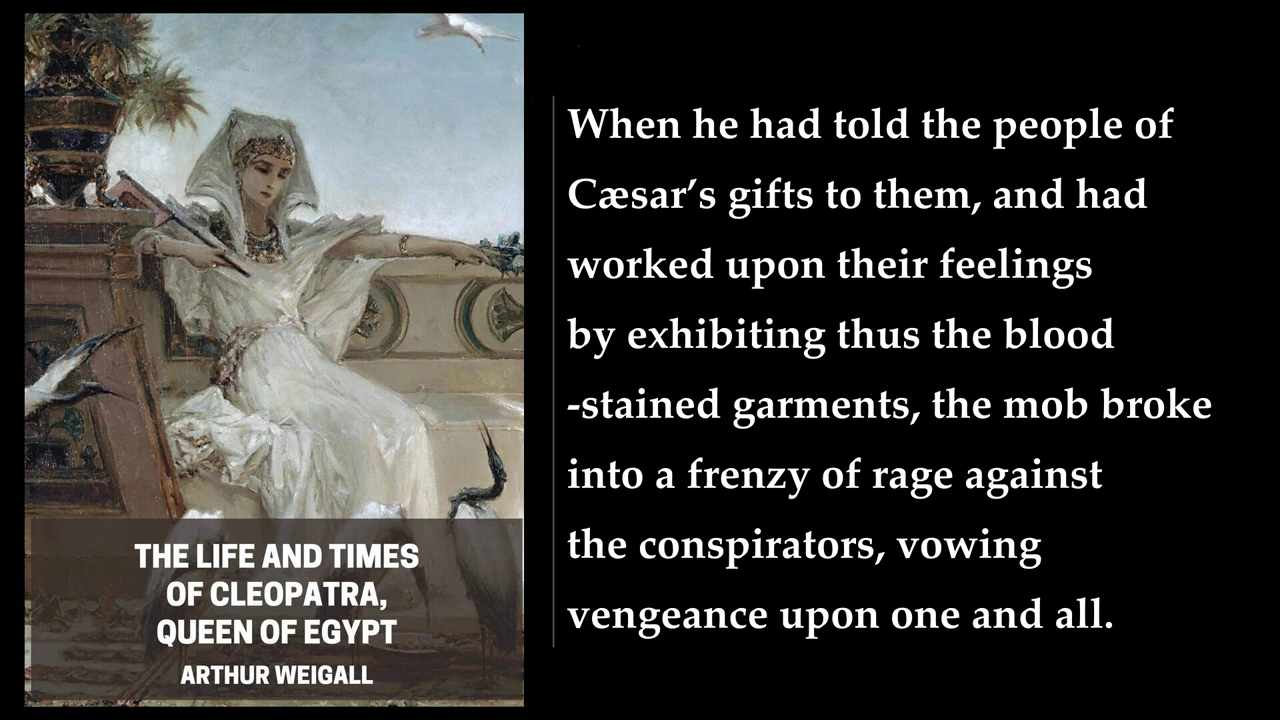 THE LIFE AND TIMES
OF CLEOPATRA,
QUEEN OF EGYPT
ARTHUR WEIGALL
When he had told the people of
Cæsar’s gifts to them, and had
worked upon their feelings
by exhibiting thus the blood
-stained garments, the mob broke
into a frenzy of rage against
the conspirators, vowing
vengeance upon one and all.